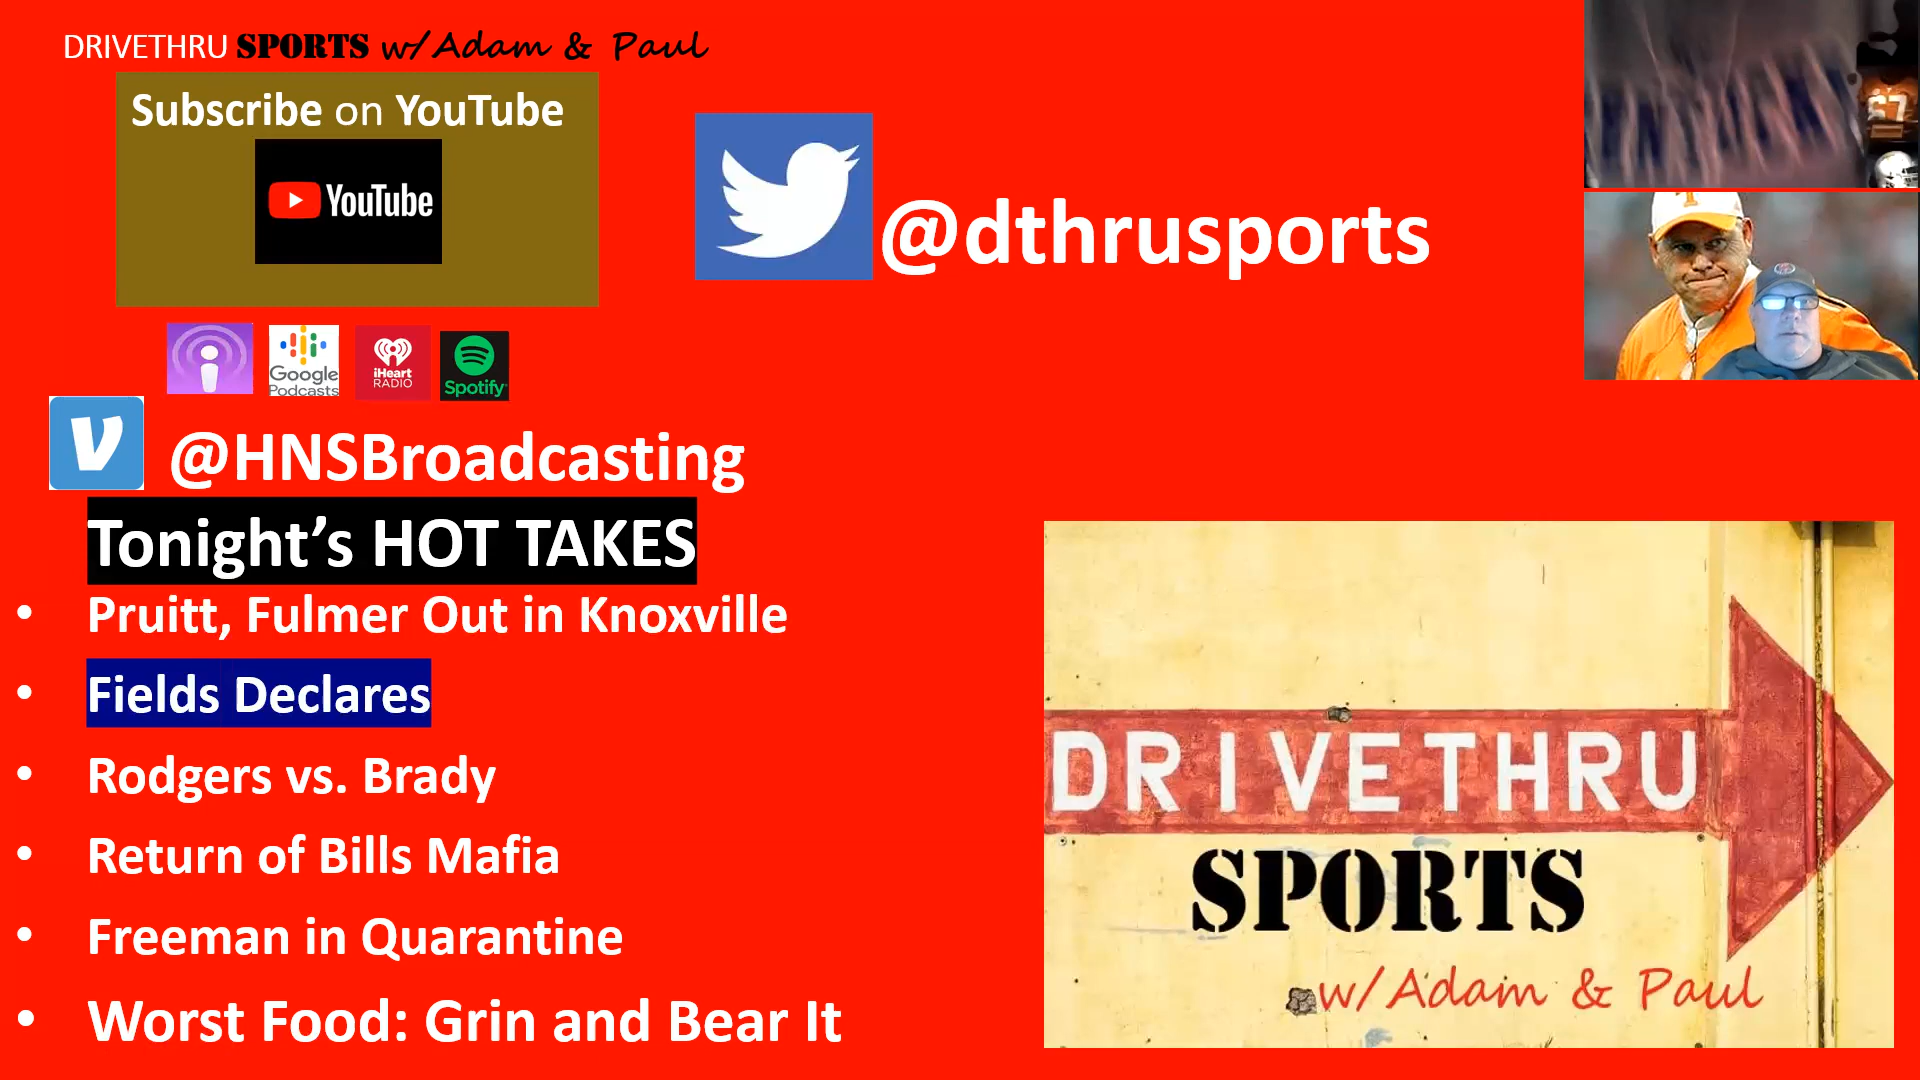 DRIVETHRU SPORTS w/Adam & Paul
Subscribe on YouTube
YouTube
@dthrusports
67
T
Google
Podcasts
iHeart
RADIO
Spotify
V
@HNSBroadcasting
Tonight's HOT TAKES
• Pruitt, Fulmer Out in Knoxville
• Fields Declares
• Rodgers vs. Brady
• Return of Bills Mafia
• Freeman in Quarantine
• Worst Food: Grin and Bear It
DRIVETHRU
SPORTS
w/Adam & Paul